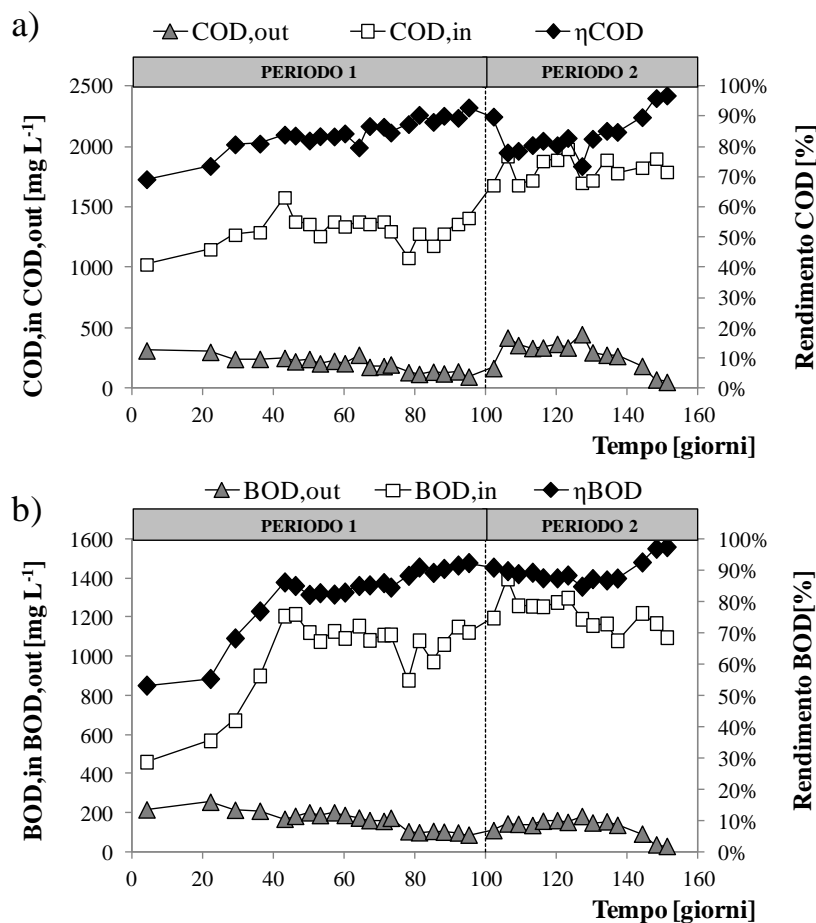 a)
COD,out COD,in ηCOD
PERIODO 1 PERIODO 2
2500 100%
90%
2000 80%
70%
1500 60%
50%
1000 40%
30%
500 20%
10%
0 0%
0 20 40 60 80 100 120 140 160
Tempo [giorni]
COD,in COD,out [mg L-1]
Rendimento COD [%]
b)
BOD,out BOD,in ηBOD
PERIODO 1 PERIODO 2
1600 100%
1400 90%
80%
1200 70%
1000 60%
800 50%
600 40%
400 30%
20%
200 10%
0 0%
0 20 40 60 80 100 120 140 160
Tempo [giorni]
BOD,in BOD,out [mg L-1]
Rendimento BOD[%]